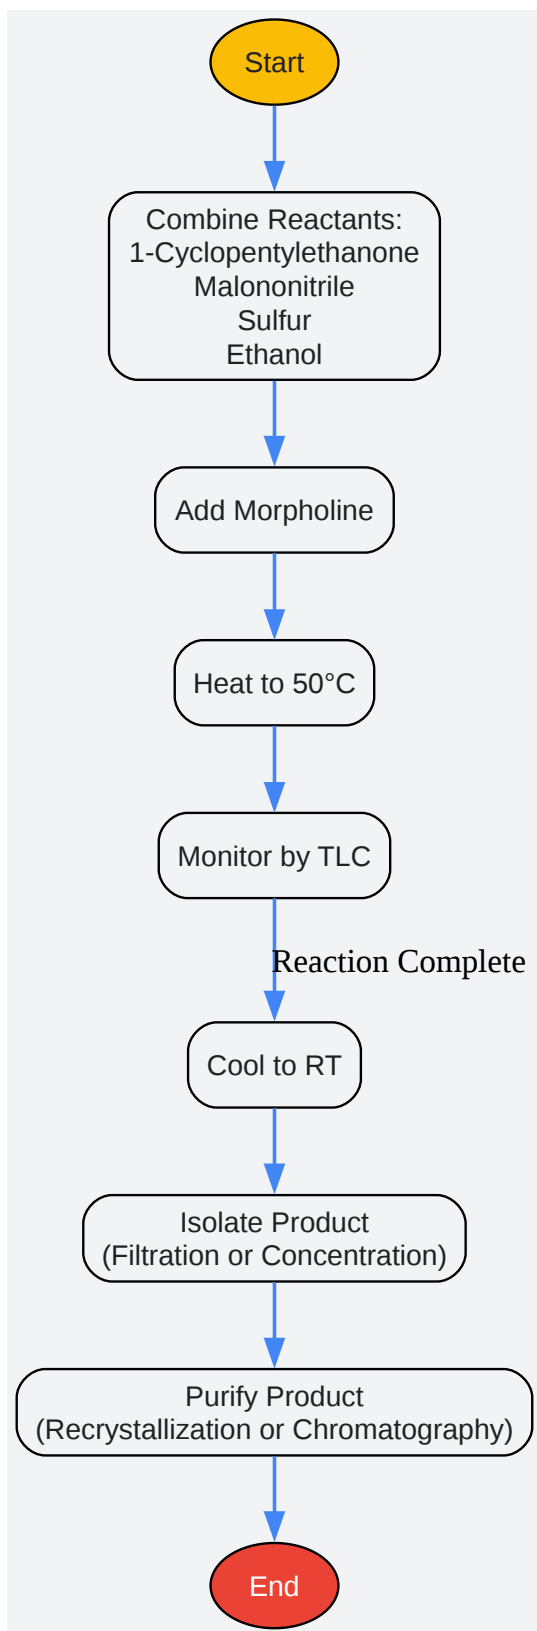 Start
Combine Reactants:
1-Cyclopentylethanone
Malononitrile
Sulfur
Ethanol
Add Morpholine
Heat to 50°C
Monitor by TLC
Reaction Complete
Cool to RT
Isolate Product
(Filtration or Concentration)
Purify Product
(Recrystallization or Chromatography)
End